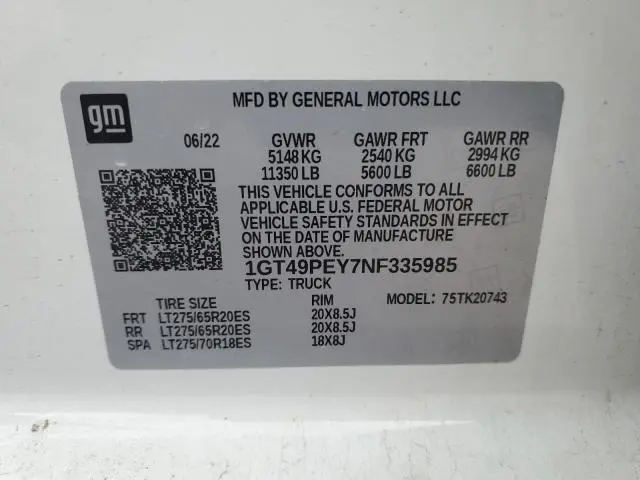 gm
MFD BY GENERAL MOTORS LLC
06/22 GVWR GAWR FRT GAWR RR
5148 KG 2540 KG 2994 KG
11350 LB 5600 LB 6600 LB
THIS VEHICLE CONFORMS TO ALL
APPLICABLE U.S. FEDERAL MOTOR
VEHICLE SAFETY STANDARDS IN EFFECT
ON THE DATE OF MANUFACTURE
SHOWN ABOVE.
1GT49PEY7NF335985
TYPE: TRUCK
TIRE SIZE RIM MODEL: 75TK20743
FRT LT275/65R20ES 20X8.5J
RR LT275/65R20ES 20X8.5J
SPA LT275/70R18ES 18X8J